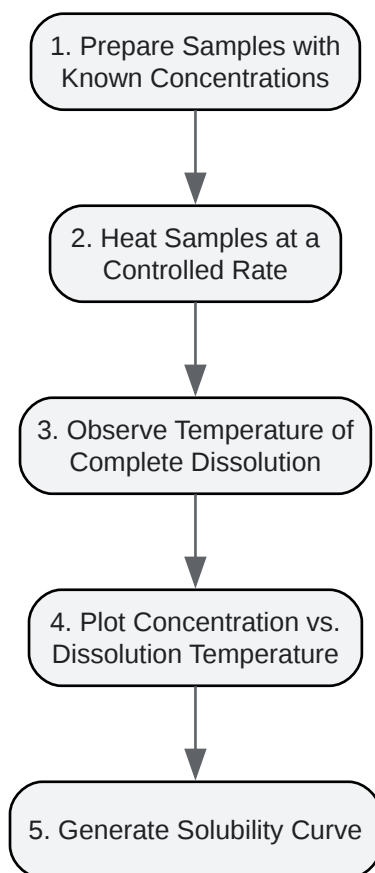 1. Prepare Samples with
Known Concentrations
2. Heat Samples at a
Controlled Rate
3. Observe Temperature of
Complete Dissolution
4. Plot Concentration vs.
Dissolution Temperature
5. Generate Solubility Curve